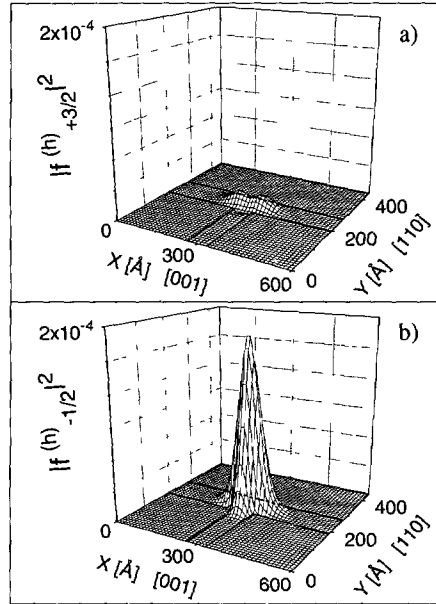 2x10⁻⁴
a)
|f⁽ʰ⁾₊₃/₂|²
0
300
600
X [Å] [001]
0
200
400
Y [Å] [110]
2x10⁻⁴
b)
|f⁽ʰ⁾₋₁/₂|²
0
300
600
X [Å] [001]
0
200
400
Y [Å] [110]